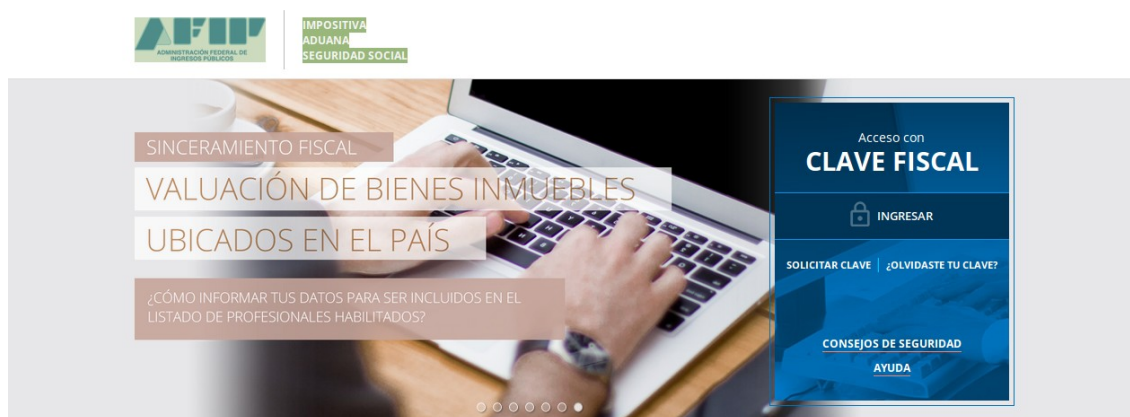 AFIP
ADMINISTRACIÓN FEDERAL DE
INGRESOS PÚBLICOS
IMPOSITIVA
ADUANA
SEGURIDAD SOCIAL
SINCERAMIENTO FISCAL
VALUACIÓN DE BIENES INMUEBLES
UBICADOS EN EL PAÍS
¿CÓMO INFORMAR TUS DATOS PARA SER INCLUIDOS EN EL
LISTADO DE PROFESIONALES HABILITADOS?
Acceso con
CLAVE FISCAL
INGRESAR
SOLICITAR CLAVE ¿OLVIDASTE TU CLAVE?
CONSEJOS DE SEGURIDAD
AYUDA